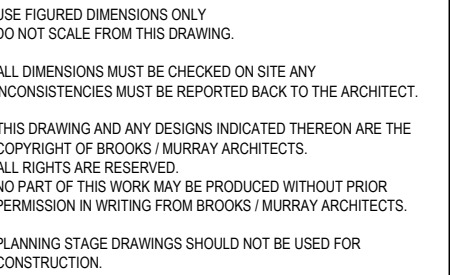 USE FIGURED DIMENSIONS ONLY
DO NOT SCALE FROM THIS DRAWING.
ALL DIMENSIONS MUST BE CHECKED ON SITE ANY
INCONSISTENCIES MUST BE REPORTED BACK TO THE ARCHITECT.
THIS DRAWING AND ANY DESIGNS INDICATED THEREON ARE THE
COPYRIGHT OF BROOKS / MURRAY ARCHITECTS.
ALL RIGHTS ARE RESERVED.
NO PART OF THIS WORK MAY BE PRODUCED WITHOUT PRIOR
PERMISSION IN WRITING FROM BROOKS / MURRAY ARCHITECTS.
PLANNING STAGE DRAWINGS SHOULD NOT BE USED FOR
CONSTRUCTION.